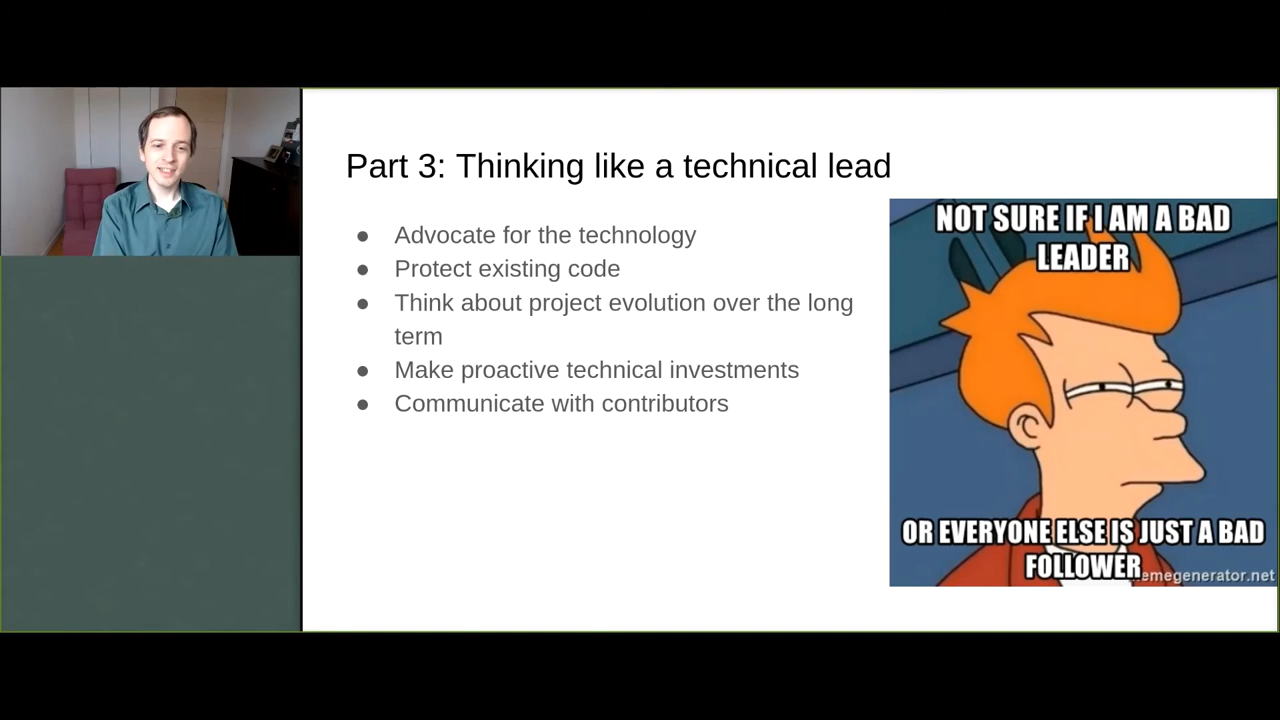 Part 3: Thinking like a technical lead
● Advocate for the technology
● Protect existing code
● Think about project evolution over the long
term
● Make proactive technical investments
● Communicate with contributors
NOT SURE IF I AM A BAD
LEADER
OR EVERYONE ELSE IS JUST A BAD
FOLLOWER
emegenerator.net